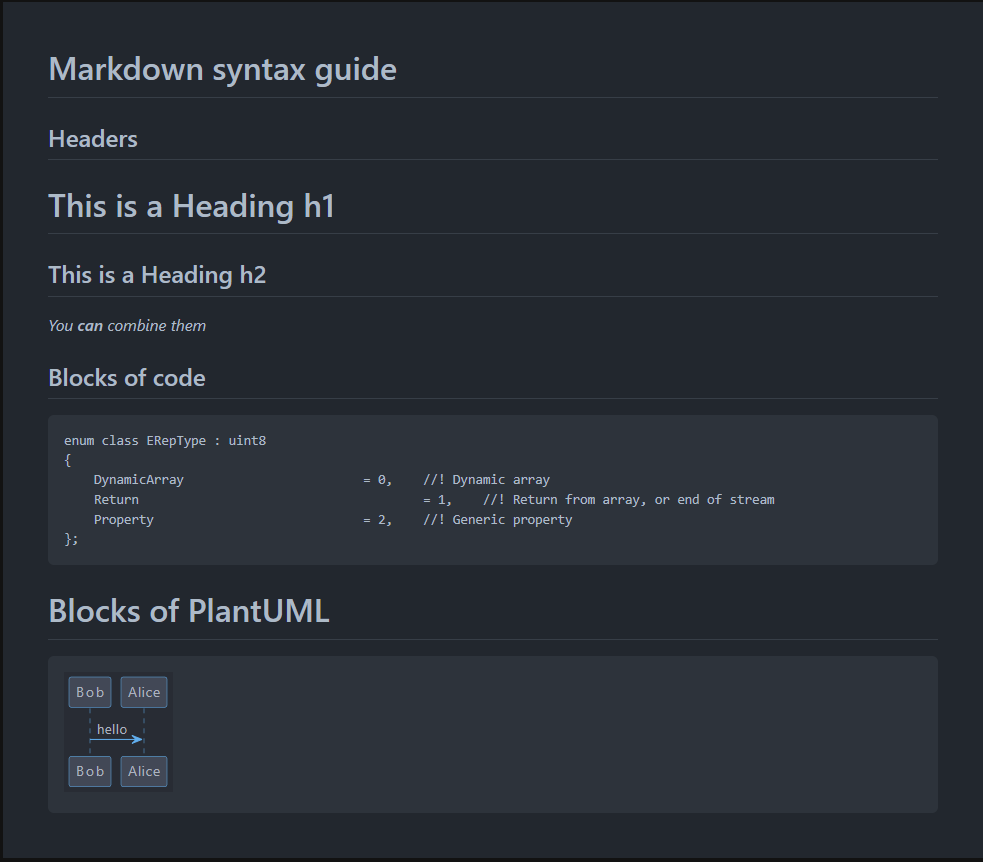 Markdown syntax guide
Headers
This is a Heading h1
This is a Heading h2
You can combine them
Blocks of code
enum class ERepType : uint8
{
    DynamicArray                        = 0,    //! Dynamic array
    Return                                      = 1,    //! Return from array, or end of stream
    Property                            = 2,    //! Generic property
};
Blocks of PlantUML
Bob Alice
hello
Bob Alice